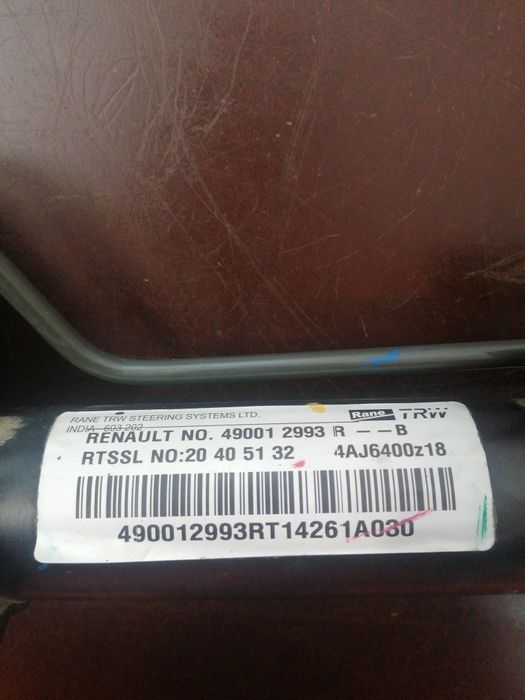 RANE TRW STEERING SYSTEMS LTD.
INDIA - 603 202
Rane TRW
RENAULT NO. 49001 2993 R - - B
RTSSL NO:20 40 51 32 4AJ6400z18
490012993RT14261A030